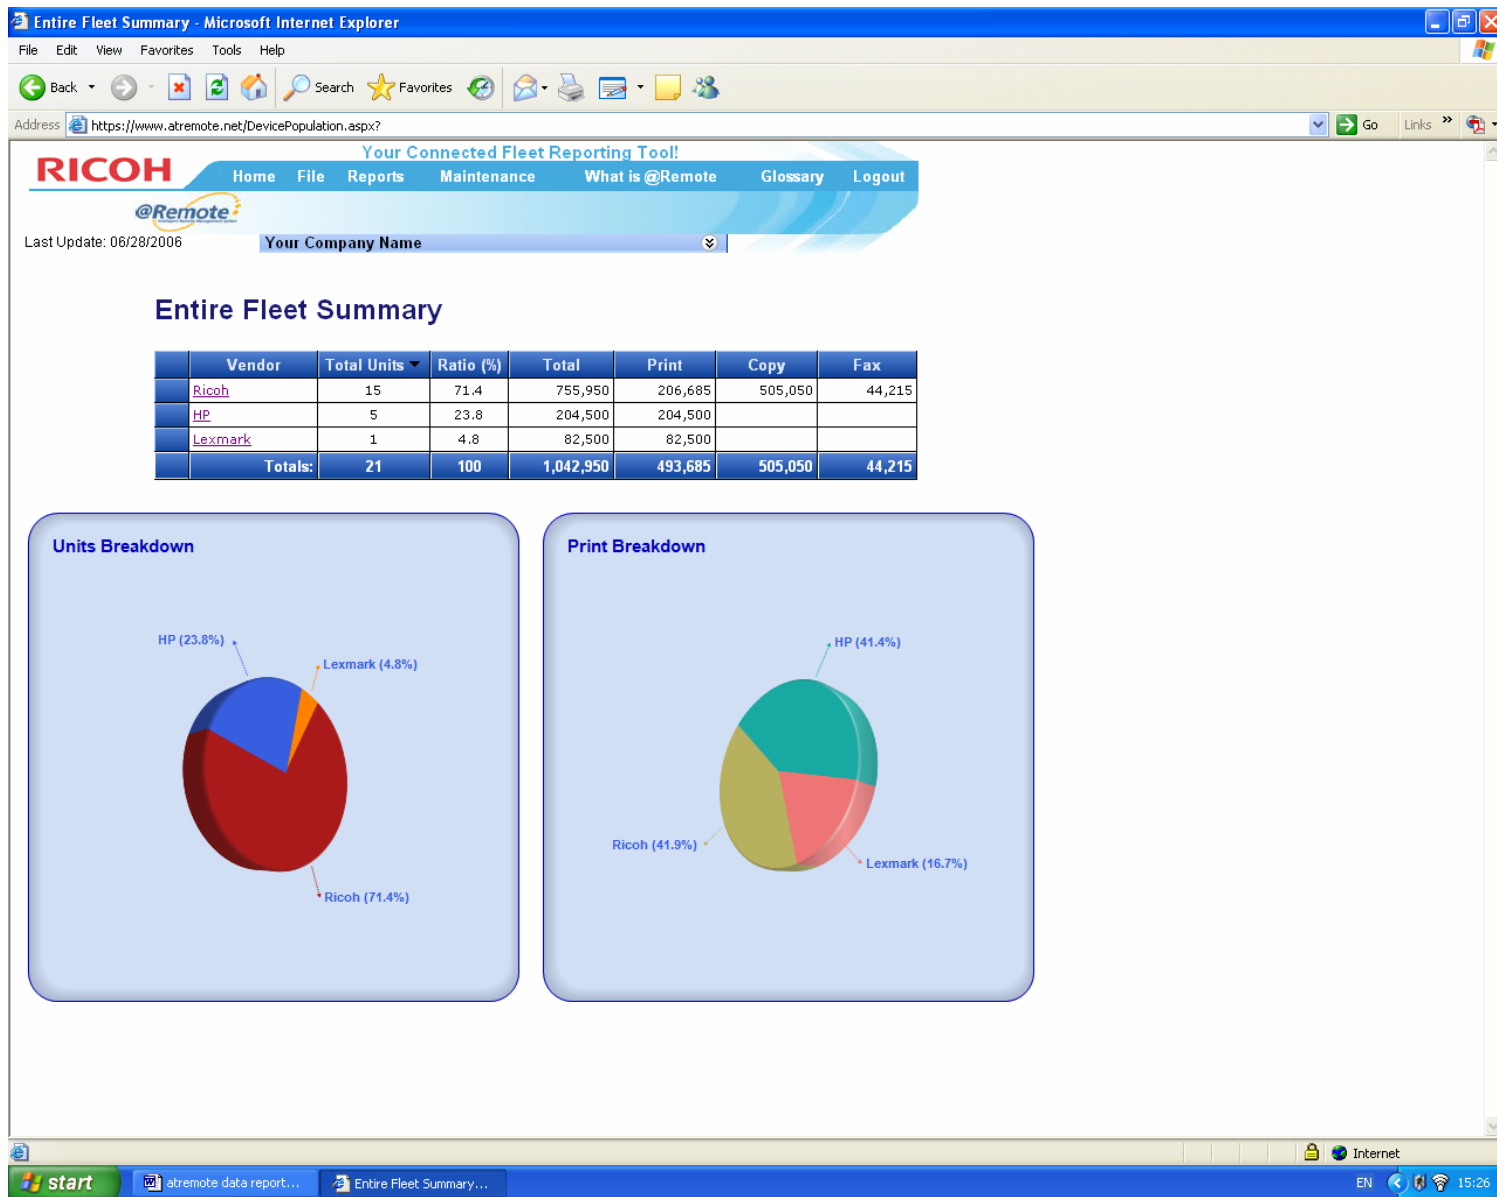 Entire Fleet Summary - Microsoft Internet Explorer
File Edit View Favorites Tools Help
Back Search Favorites
Address https://www.atremote.net/DevicePopulation.aspx? Go Links »
Your Connected Fleet Reporting Tool!
RICOH Home File Reports Maintenance What is @Remote Glossary Logout
@Remote
Last Update: 06/28/2006 Your Company Name
Entire Fleet Summary
Vendor Total Units Ratio (%) Total Print Copy Fax
Ricoh 15 71.4 755,950 206,685 505,050 44,215
HP 5 23.8 204,500 204,500
Lexmark 1 4.8 82,500 82,500
Totals: 21 100 1,042,950 493,685 505,050 44,215
Units Breakdown
HP (23.8%)
Lexmark (4.8%)
Ricoh (71.4%)
Print Breakdown
HP (41.4%)
Ricoh (41.9%)
Lexmark (16.7%)
Internet
start atremote data report... Entire Fleet Summary... EN 15:26